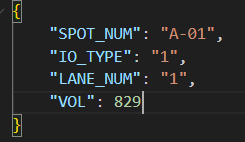 {
"SPOT_NUM": "A-01",
"IO_TYPE": "1",
"LANE_NUM": "1",
"VOL": 829
}